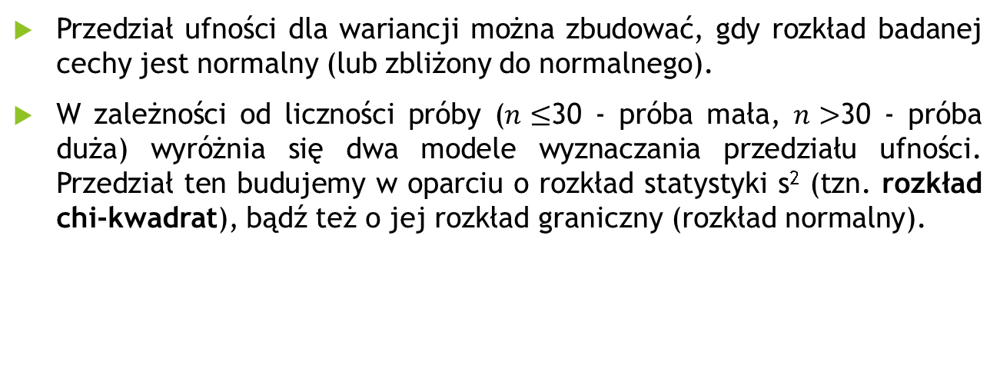 Przedział ufności dla wariancji można zbudować, gdy rozkład badanej
cechy jest normalny (lub zbliżony do normalnego).
W zależności od liczności próby (n ≤30 - próba mała, n >30 - próba
duża) wyróżnia się dwa modele wyznaczania przedziału ufności.
Przedział ten budujemy w oparciu o rozkład statystyki s² (tzn. rozkład
chi-kwadrat), bądź też o jej rozkład graniczny (rozkład normalny).